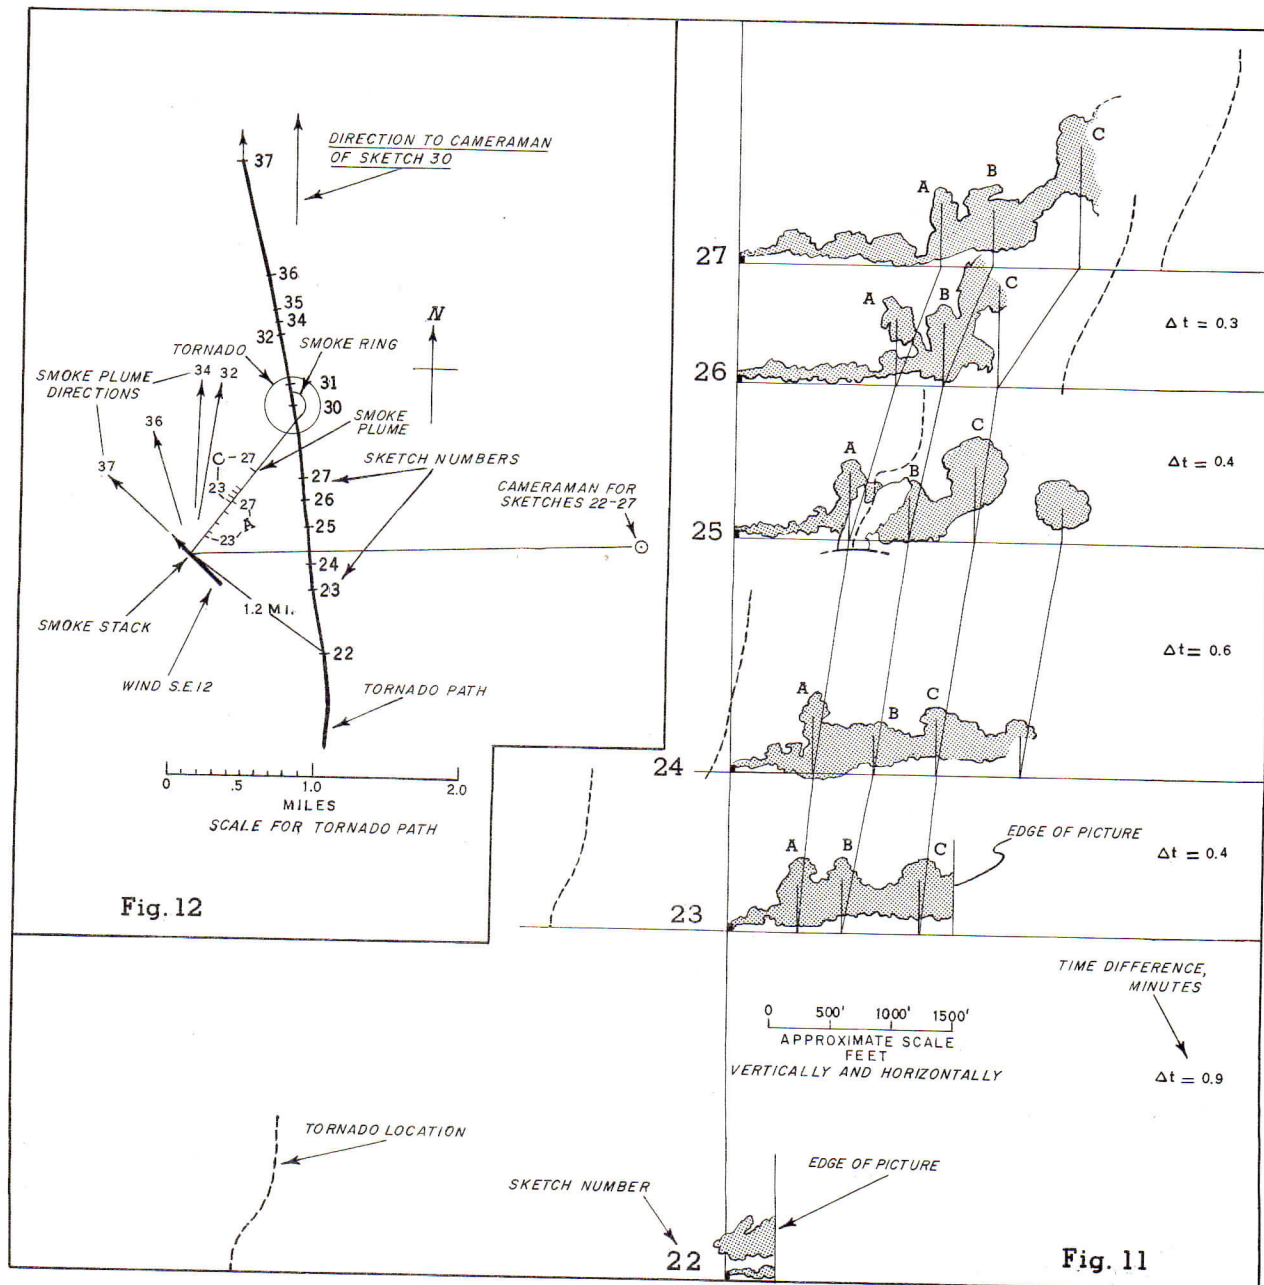 DIRECTION TO CAMERAMAN
OF SKETCH 30
37
36
35
34
32
31
30
27
26
25
24
23
22
N
TORNADO
SMOKE RING
SMOKE PLUME
DIRECTIONS
34
32
36
37
SMOKE
PLUME
SKETCH NUMBERS
C
27
23
27
A
23
CAMERAMAN FOR
SKETCHES 22-27
1.2 MI.
SMOKE STACK
WIND S.E.12
TORNADO PATH
0 .5 1.0 2.0
MILES
SCALE FOR TORNADO PATH
Fig. 12
A B C
27
Δt = 0.3
A B C
26
Δt = 0.4
A B C
25
Δt = 0.6
A B C
24
EDGE OF PICTURE
Δt = 0.4
A B C
23
TIME DIFFERENCE,
MINUTES
0 500' 1000' 1500'
APPROXIMATE SCALE
FEET
VERTICALLY AND HORIZONTALLY
Δt = 0.9
TORNADO LOCATION
SKETCH NUMBER
EDGE OF PICTURE
22
Fig. 11